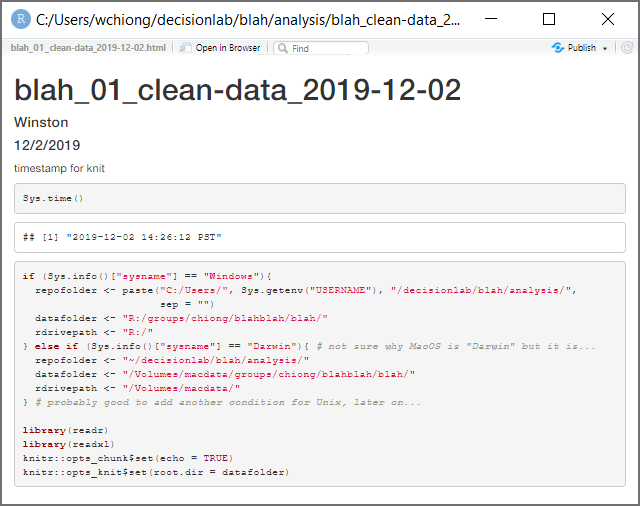 R C:/Users/wchiong/decisionlab/blah/analysis/blah_clean-data_2...
blah_01_clean-data_2019-12-02.html Open in Browser Find Publish
blah_01_clean-data_2019-12-02
Winston
12/2/2019
timestamp for knit
Sys.time()
## [1] "2019-12-02 14:26:12 PST"
if (Sys.info()["sysname"] == "Windows"){
  repofolder <- paste("C:/Users/", Sys.getenv("USERNAME"), "/decisionlab/blah/analysis/",
                      sep = "")
  datafolder <- "R:/groups/chiong/blahblah/blah/"
  rdrivepath <- "R:/"
} else if (Sys.info()["sysname"] == "Darwin"){ # not sure why MacOS is "Darwin" but it is...
  repofolder <- "~/decisionlab/blah/analysis/"
  datafolder <- "/Volumes/macdata/groups/chiong/blahblah/blah/"
  rdrivepath <- "/Volumes/macdata/"
} # probably good to add another condition for Unix, later on...
library(readr)
library(readxl)
knitr::opts_chunk$set(echo = TRUE)
knitr::opts_knit$set(root.dir = datafolder)